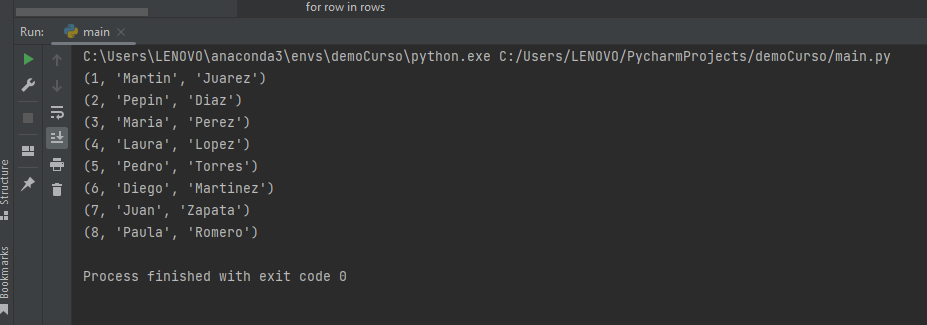 for row in rows
Run: main
C:\Users\LENOVO\anaconda3\envs\demoCurso\python.exe C:/Users/LENOVO/PycharmProjects/demoCurso/main.py
(1, 'Martin', 'Juarez')
(2, 'Pepin', 'Diaz')
(3, 'Maria', 'Perez')
(4, 'Laura', 'Lopez')
(5, 'Pedro', 'Torres')
(6, 'Diego', 'Martinez')
(7, 'Juan', 'Zapata')
(8, 'Paula', 'Romero')
Process finished with exit code 0
Structure
Bookmarks